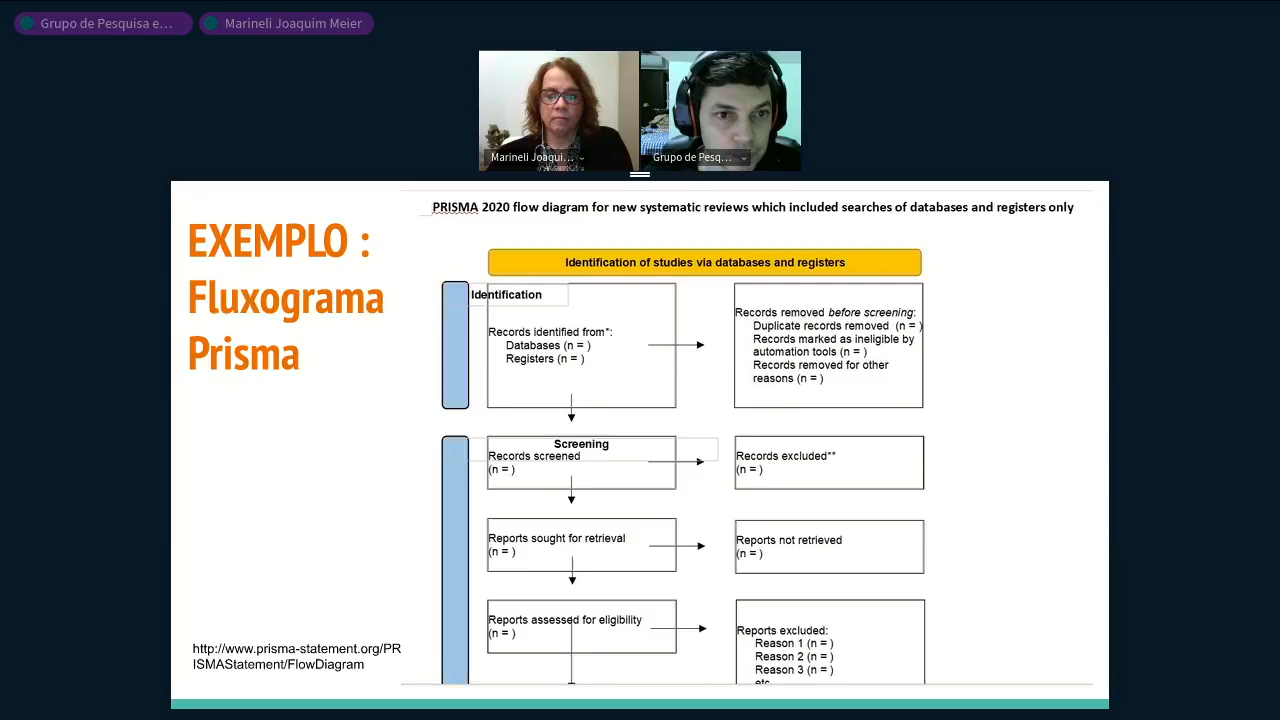 Grupo de Pesquisa e…
Marineli Joaquim Meier
Marineli Joaqui…
Grupo de Pesq…
EXEMPLO :
Fluxograma
Prisma
http://www.prisma-statement.org/PR
ISMAStatement/FlowDiagram
PRISMA 2020 flow diagram for new systematic reviews which included searches of databases and registers only
Identification of studies via databases and registers
Identification
Records identified from*:
Databases (n = )
Registers (n = )
Records removed before screening:
Duplicate records removed (n = )
Records marked as ineligible by
automation tools (n = )
Records removed for other
reasons (n = )
Screening
Records screened
(n = )
Records excluded**
(n = )
Reports sought for retrieval
(n = )
Reports not retrieved
(n = )
Reports assessed for eligibility
(n = )
Reports excluded:
Reason 1 (n = )
Reason 2 (n = )
Reason 3 (n = )
etc